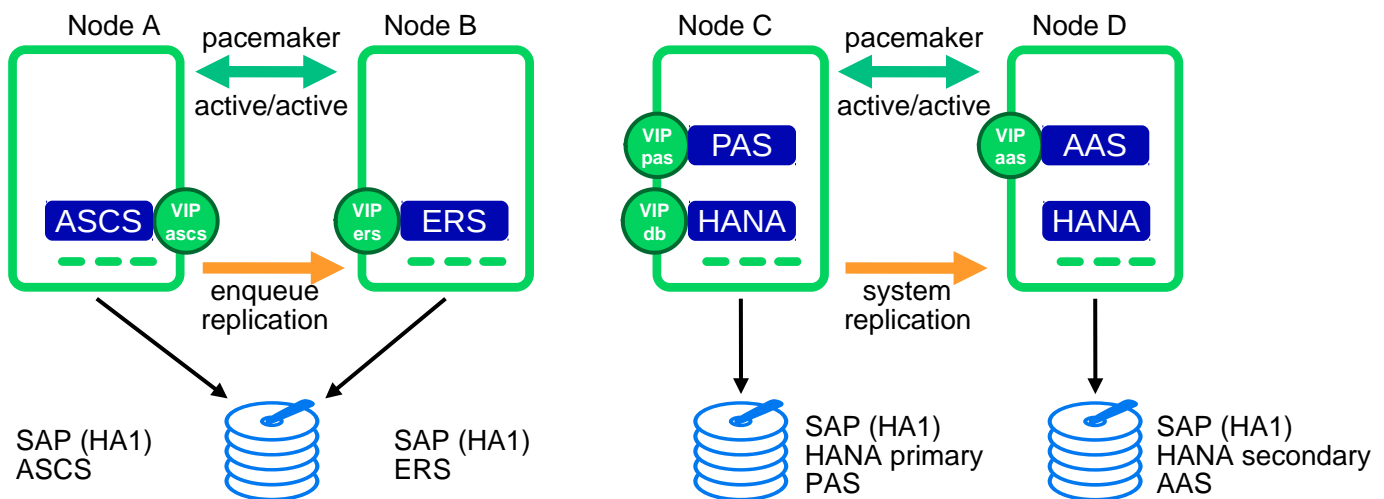 Node A
Node B
Node C
Node D
pacemaker
active/active
pacemaker
active/active
VIP
pas
PAS
VIP
aas
AAS
ASCS
VIP
ascs
VIP
ers
ERS
VIP
db
HANA
HANA
enqueue
replication
system
replication
SAP (HA1)
ASCS
SAP (HA1)
ERS
SAP (HA1)
HANA primary
PAS
SAP (HA1)
HANA secondary
AAS